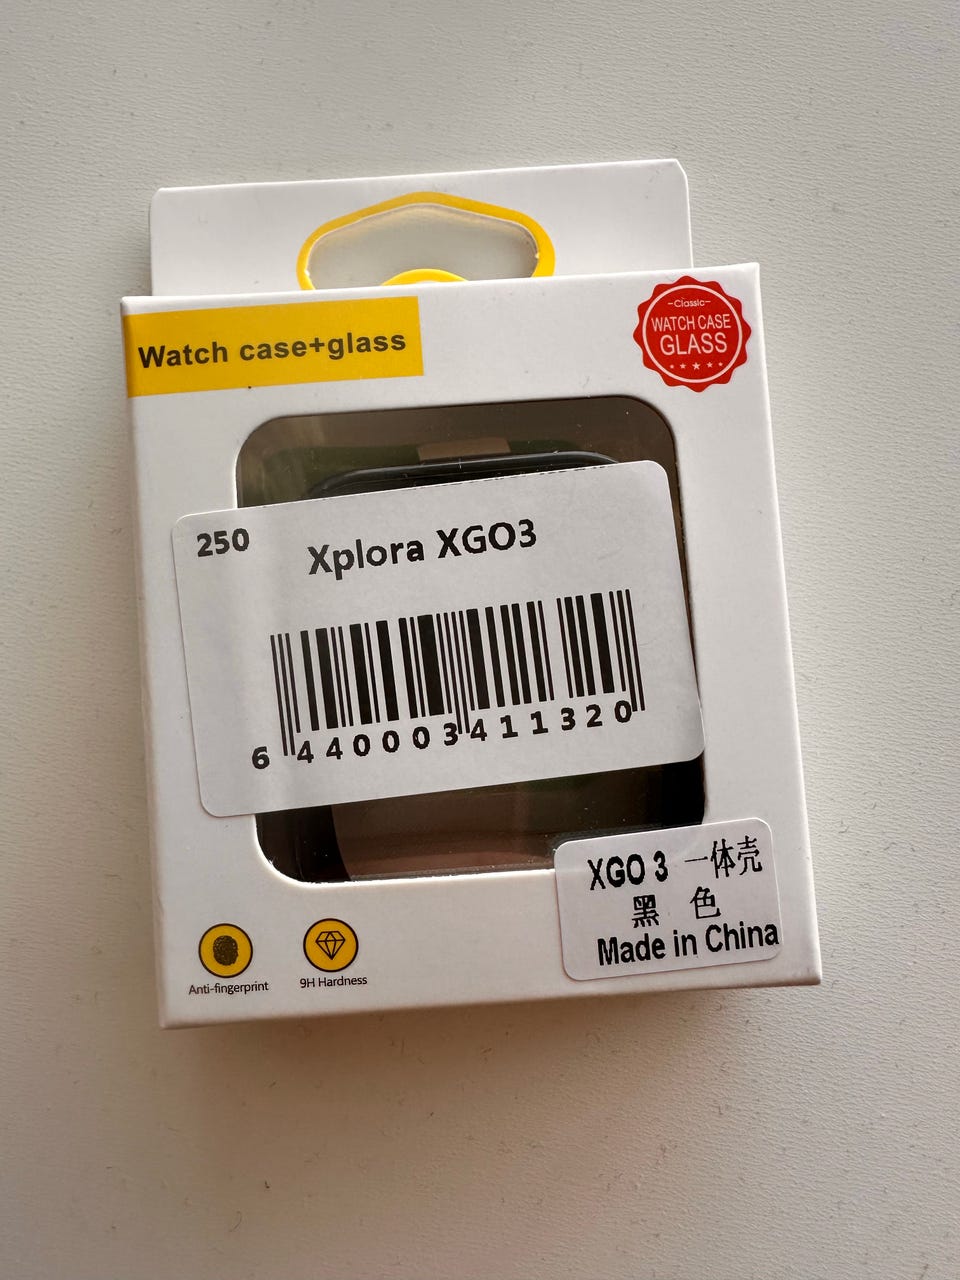 -Classic-
WATCH CASE
GLASS
Watch case+glass
250
Xplora XGO3
6 440003 411320
XGO 3 一体壳
黑 色
Made in China
Anti-fingerprint
9H Hardness